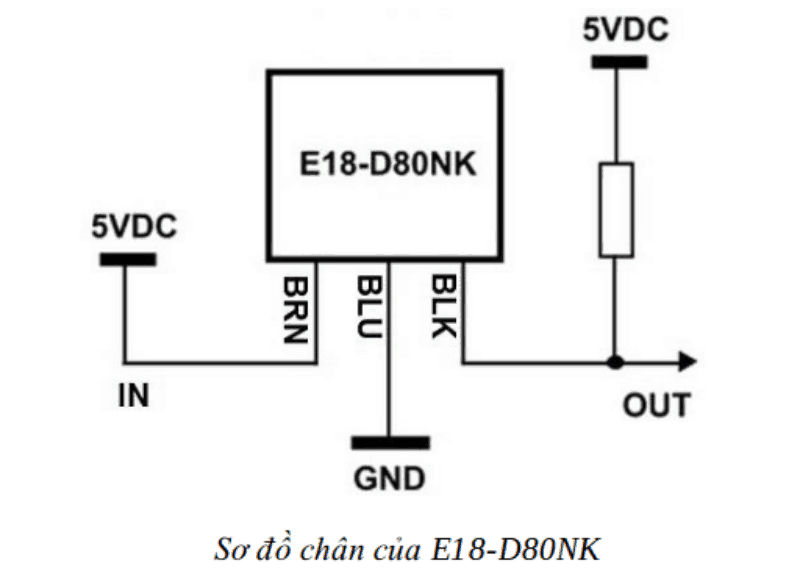 5VDC
E18-D80NK
5VDC
BRN
BLU
BLK
IN
OUT
GND
Sơ đồ chân của E18-D80NK